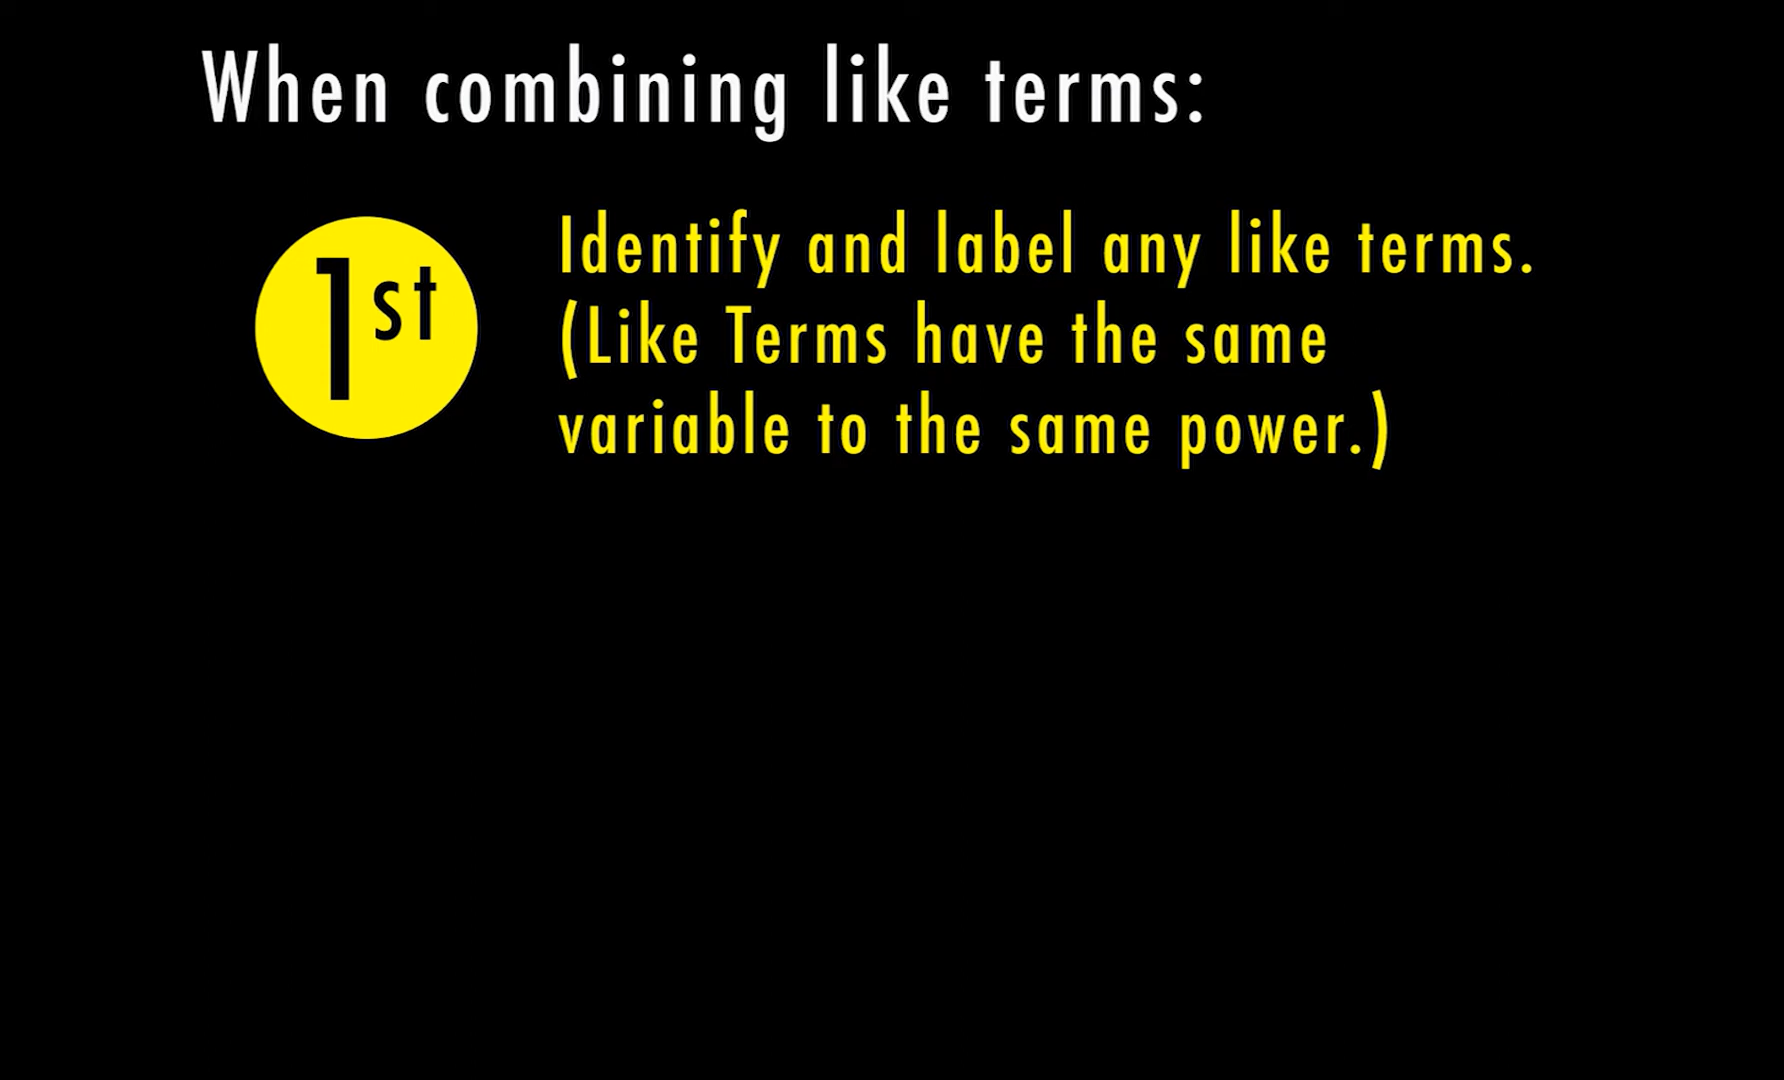 When combining like terms:
1st
Identify and label any like terms.
(Like Terms have the same
variable to the same power.)